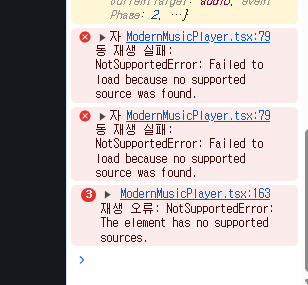 currentTarget: audio, event
Phase: 2, …}
▶자 ModernMusicPlayer.tsx:79
동 재생 실패:
NotSupportedError: Failed to
load because no supported
source was found.
▶자 ModernMusicPlayer.tsx:79
동 재생 실패:
NotSupportedError: Failed to
load because no supported
source was found.
3 ▶ ModernMusicPlayer.tsx:163
재생 오류: NotSupportedError:
The element has no supported
sources.